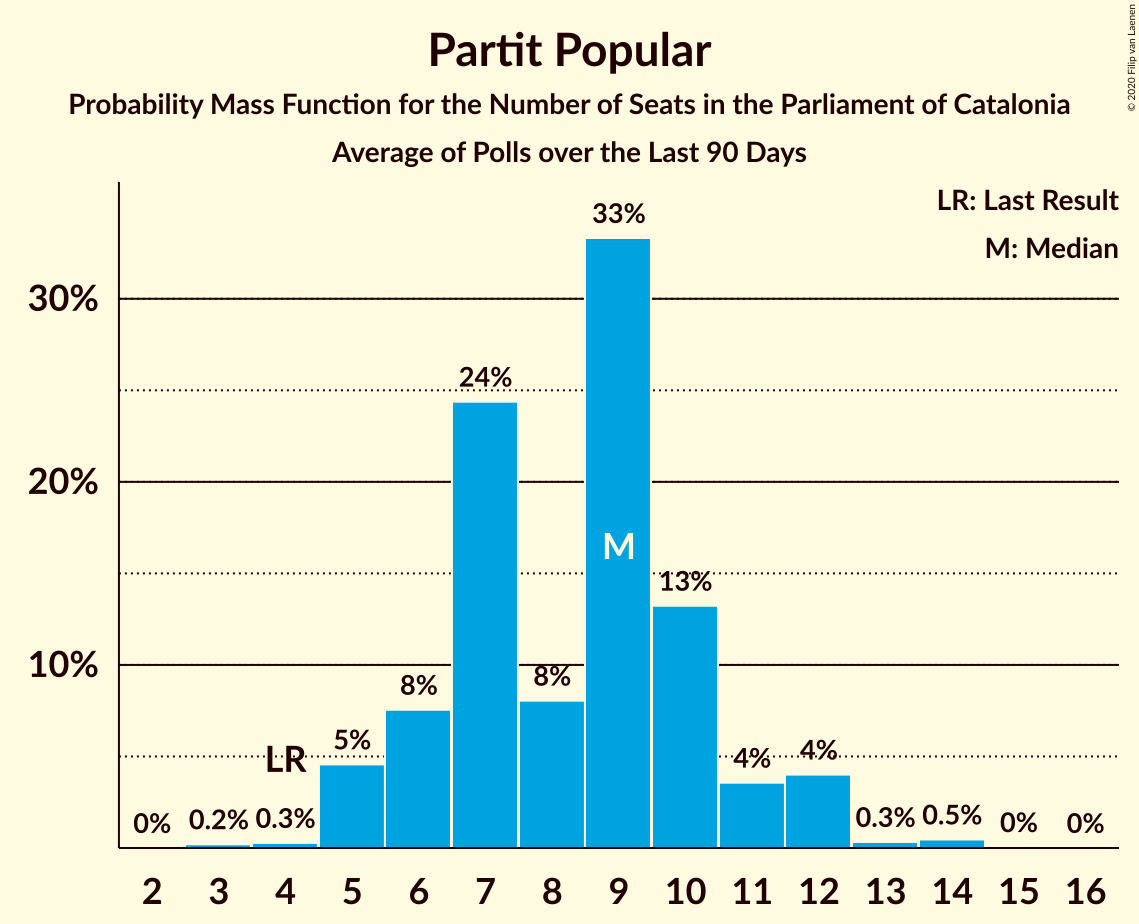 Partit Popular
Probability Mass Function for the Number of Seats in the Parliament of Catalonia
Average of Polls over the Last 90 Days
© 2020 Filip van Laenen
LR: Last Result
M: Median
30%
20%
10%
0%
0.2%
0.3%
LR
5%
8%
24%
8%
33%
M
13%
4%
4%
0.3%
0.5%
0%
0%
2 3 4 5 6 7 8 9 10 11 12 13 14 15 16